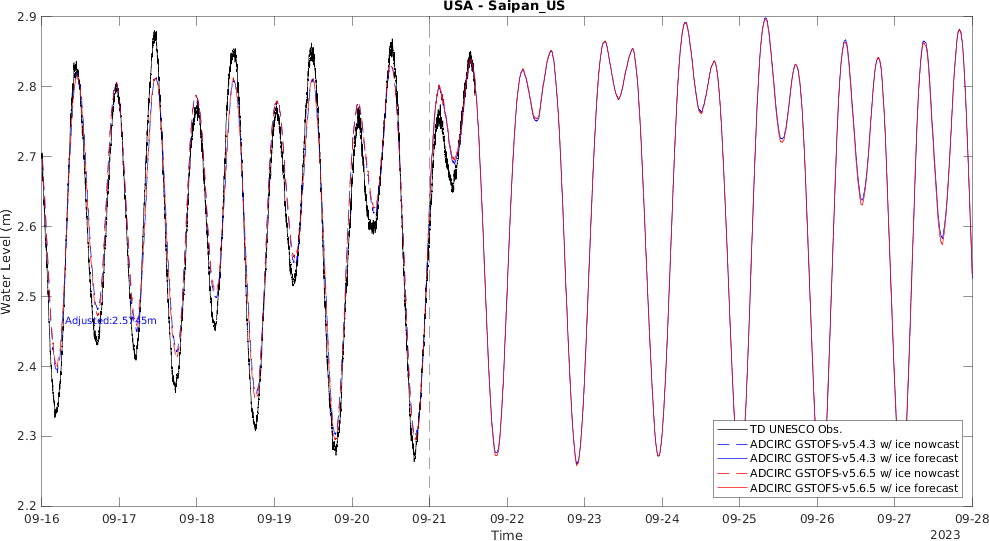 USA - Saipan_US
Water Level (m)
2.9
2.8
2.7
2.6
2.5
2.4
2.3
2.2
Adjusted:2.5745m
TD UNESCO Obs.
ADCIRC GSTOFS-v5.4.3 w/ ice nowcast
ADCIRC GSTOFS-v5.4.3 w/ ice forecast
ADCIRC GSTOFS-v5.6.5 w/ ice nowcast
ADCIRC GSTOFS-v5.6.5 w/ ice forecast
09-16 09-17 09-18 09-19 09-20 09-21 09-22 09-23 09-24 09-25 09-26 09-27 09-28
Time
2023